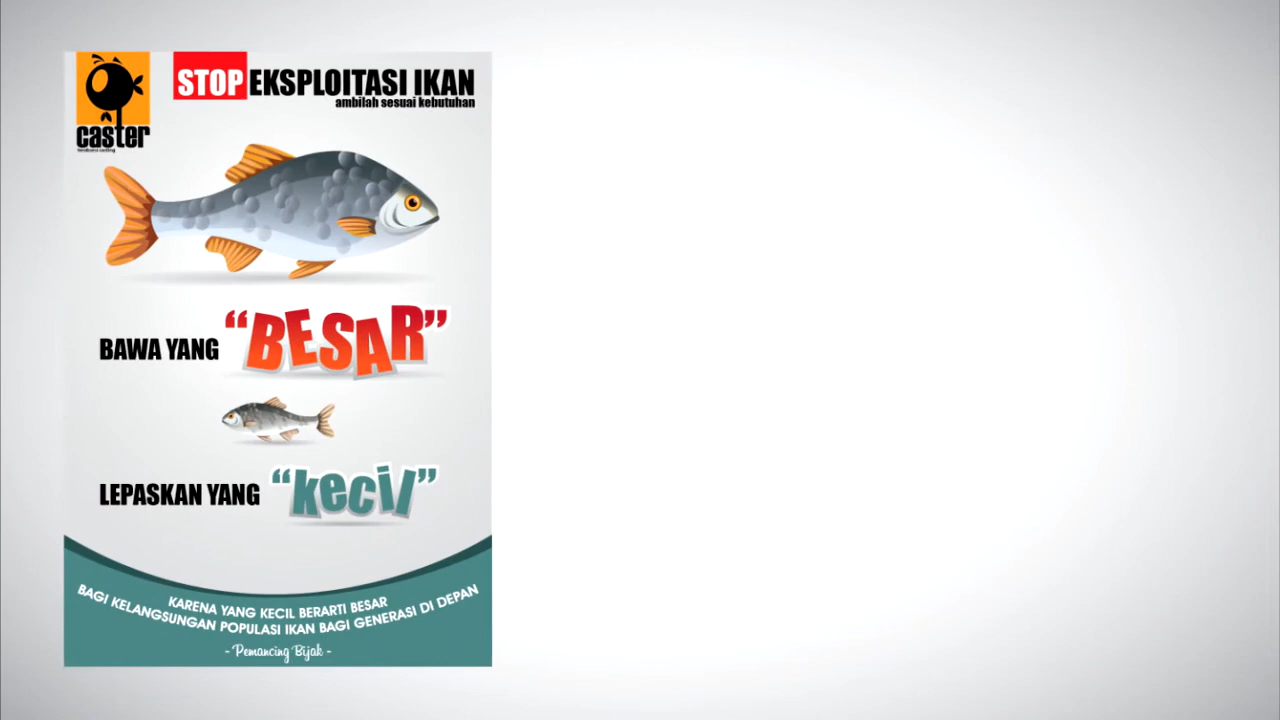 STOP EKSPLOITASI IKAN
ambilah sesuai kebutuhan
caster
BAWA YANG "BESAR"
LEPASKAN YANG "kecil"
KARENA YANG KECIL BERARTI BESAR
BAGI KELANGSUNGAN POPULASI IKAN BAGI GENERASI DI DEPAN
- Pemancing Bijak -